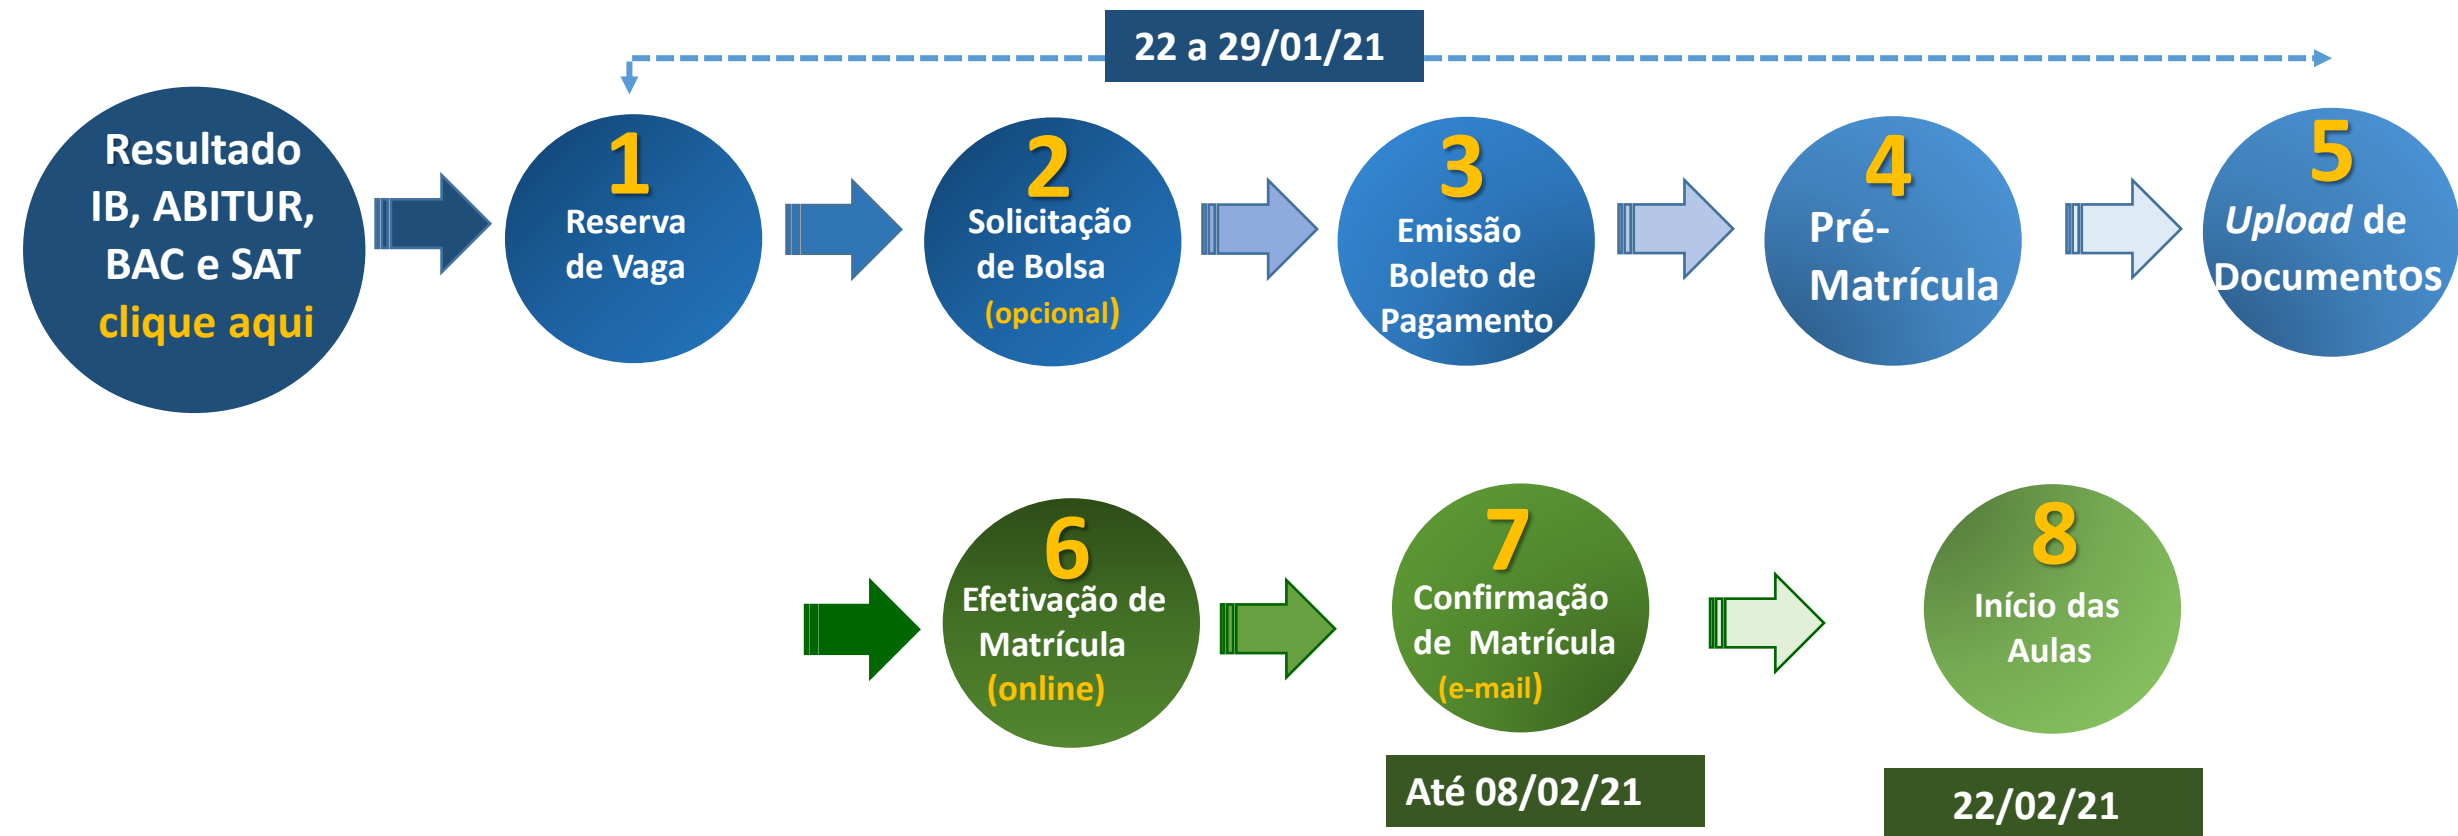 22 a 29/01/21
Resultado
IB, ABITUR,
BAC e SAT
clique aqui
1
Reserva
de Vaga
2
Solicitação
de Bolsa
(opcional)
3
Emissão
Boleto de
Pagamento
4
Pré-
Matrícula
5
Upload de
Documentos
6
Efetivação de
Matrícula
(online)
7
Confirmação
de Matrícula
(e-mail)
Até 08/02/21
8
Início das
Aulas
22/02/21